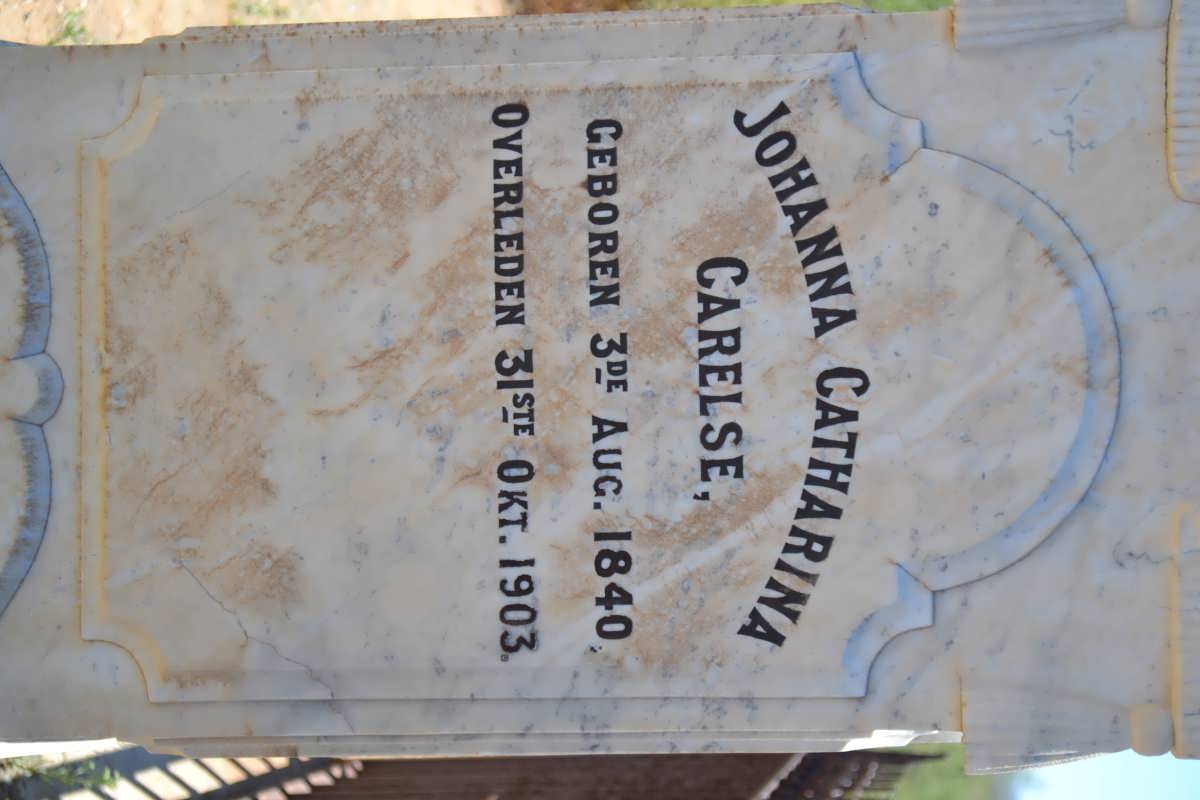 JOHANNA CATHARINA
CARELSE,
GEBOREN 3DE AUG. 1840.
OVERLEDEN 31STE OKT. 1903.